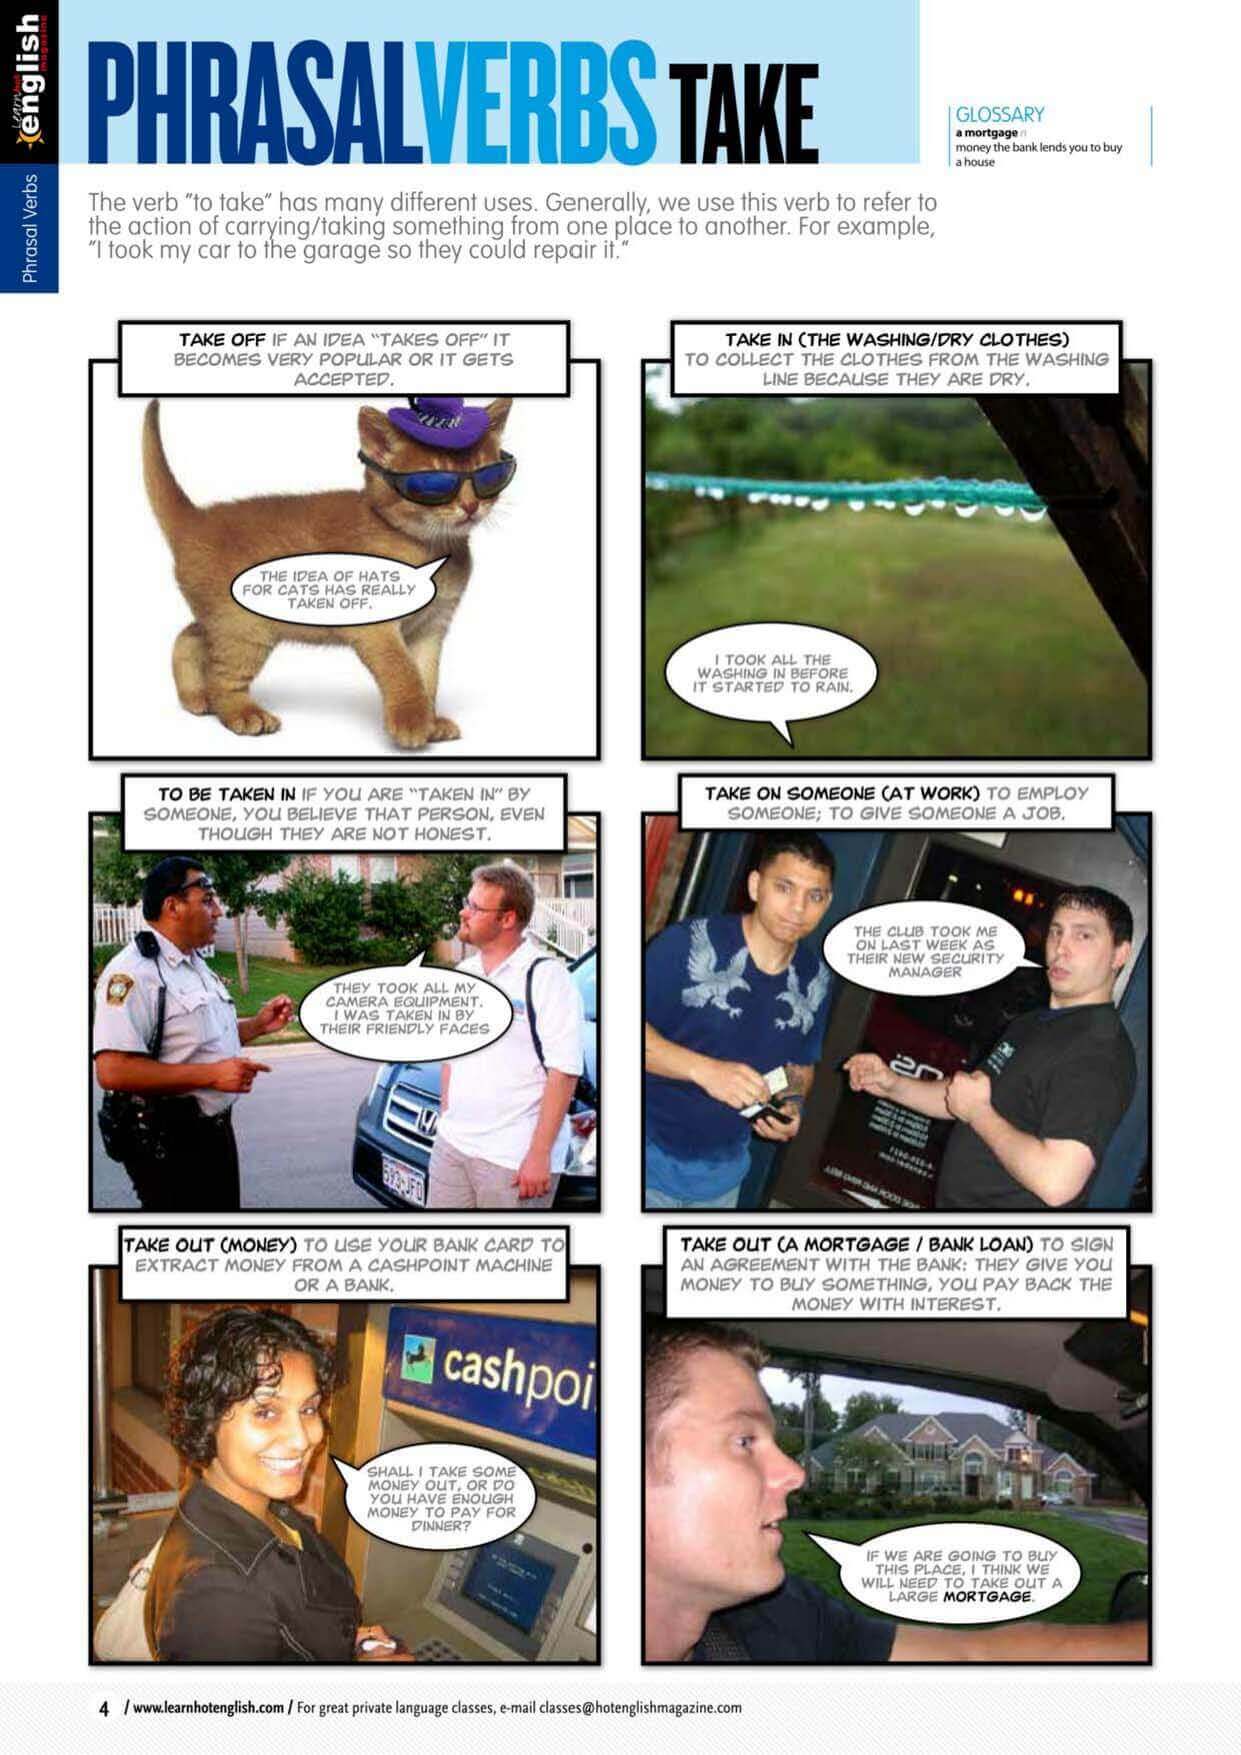 Learn hot
english
magazine
Phrasal Verbs
PHRASALVERBS TAKE
GLOSSARY
a mortgage n
money the bank lends you to buy
a house
The verb "to take" has many different uses. Generally, we use this verb to refer to
the action of carrying/taking something from one place to another. For example,
"I took my car to the garage so they could repair it."
TAKE OFF IF AN IDEA "TAKES OFF" IT
BECOMES VERY POPULAR OR IT GETS
ACCEPTED.
THE IDEA OF HATS
FOR CATS HAS REALLY
TAKEN OFF.
TAKE IN (THE WASHING/DRY CLOTHES)
TO COLLECT THE CLOTHES FROM THE WASHING
LINE BECAUSE THEY ARE DRY.
I TOOK ALL THE
WASHING IN BEFORE
IT STARTED TO RAIN.
TO BE TAKEN IN IF YOU ARE "TAKEN IN" BY
SOMEONE, YOU BELIEVE THAT PERSON, EVEN
THOUGH THEY ARE NOT HONEST.
THEY TOOK ALL MY
CAMERA EQUIPMENT.
I WAS TAKEN IN BY
THEIR FRIENDLY FACES
593-JFD
TAKE ON SOMEONE (AT WORK) TO EMPLOY
SOMEONE; TO GIVE SOMEONE A JOB.
THE CLUB TOOK ME
ON LAST WEEK AS
THEIR NEW SECURITY
MANAGER
TAKE OUT (MONEY) TO USE YOUR BANK CARD TO
EXTRACT MONEY FROM A CASHPOINT MACHINE
OR A BANK.
cashpoi
SHALL I TAKE SOME
MONEY OUT, OR DO
YOU HAVE ENOUGH
MONEY TO PAY FOR
DINNER?
TAKE OUT (A MORTGAGE / BANK LOAN) TO SIGN
AN AGREEMENT WITH THE BANK: THEY GIVE YOU
MONEY TO BUY SOMETHING, YOU PAY BACK THE
MONEY WITH INTEREST.
IF WE ARE GOING TO BUY
THIS PLACE, I THINK WE
WILL NEED TO TAKE OUT A
LARGE MORTGAGE.
4 / www.learnhotenglish.com / For great private language classes, e-mail classes@hotenglishmagazine.com